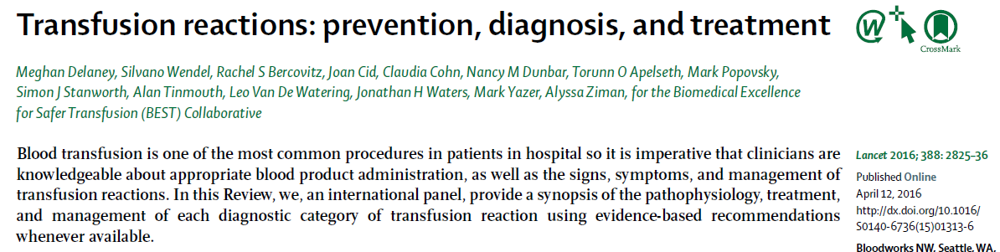 Transfusion reactions: prevention, diagnosis, and treatment
W
CrossMark
Meghan Delaney, Silvano Wendel, Rachel S Bercovitz, Joan Cid, Claudia Cohn, Nancy M Dunbar, Torunn O Apelseth, Mark Popovsky,
Simon J Stanworth, Alan Tinmouth, Leo Van De Watering, Jonathan H Waters, Mark Yazer, Alyssa Ziman, for the Biomedical Excellence
for Safer Transfusion (BEST) Collaborative
Blood transfusion is one of the most common procedures in patients in hospital so it is imperative that clinicians are
knowledgeable about appropriate blood product administration, as well as the signs, symptoms, and management of
transfusion reactions. In this Review, we, an international panel, provide a synopsis of the pathophysiology, treatment,
and management of each diagnostic category of transfusion reaction using evidence-based recommendations
whenever available.
Lancet 2016; 388: 2825–36
Published Online
April 12, 2016
http://dx.doi.org/10.1016/
S0140-6736(15)01313-6
Bloodworks NW, Seattle, WA,